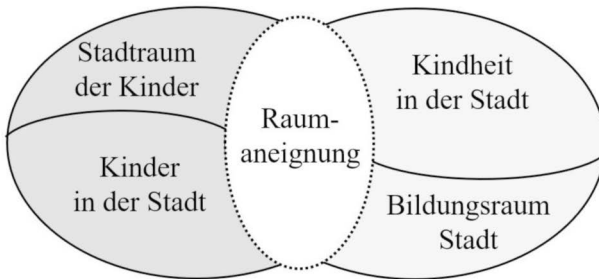 Stadtraum
der Kinder
Kinder
in der Stadt
Raum-
aneignung
Kindheit
in der Stadt
Bildungsraum
Stadt